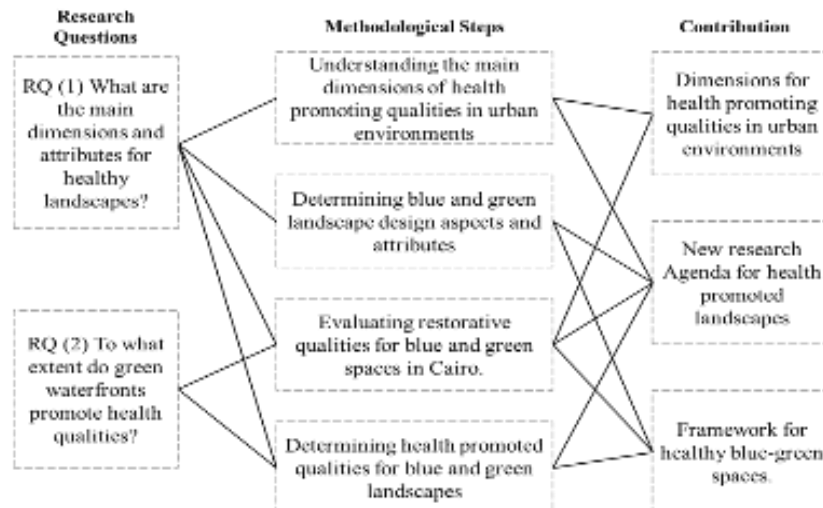 Research
Questions
Methodological Steps
Contribution
RQ (1) What are
the main
dimensions and
attributes for
healthy
landscapes?
RQ (2) To what
extent do green
waterfronts
promote health
qualities?
Understanding the main
dimensions of health
promoting qualities in urban
environments
Determining blue and green
landscape design aspects and
attributes
Evaluating restorative
qualities for blue and green
spaces in Cairo.
Determining health promoted
qualities for blue and green
landscapes
Dimensions for
health promoting
qualities in urban
environments
New research
Agenda for health
promoted
landscapes
Framework for
healthy blue-green
spaces.